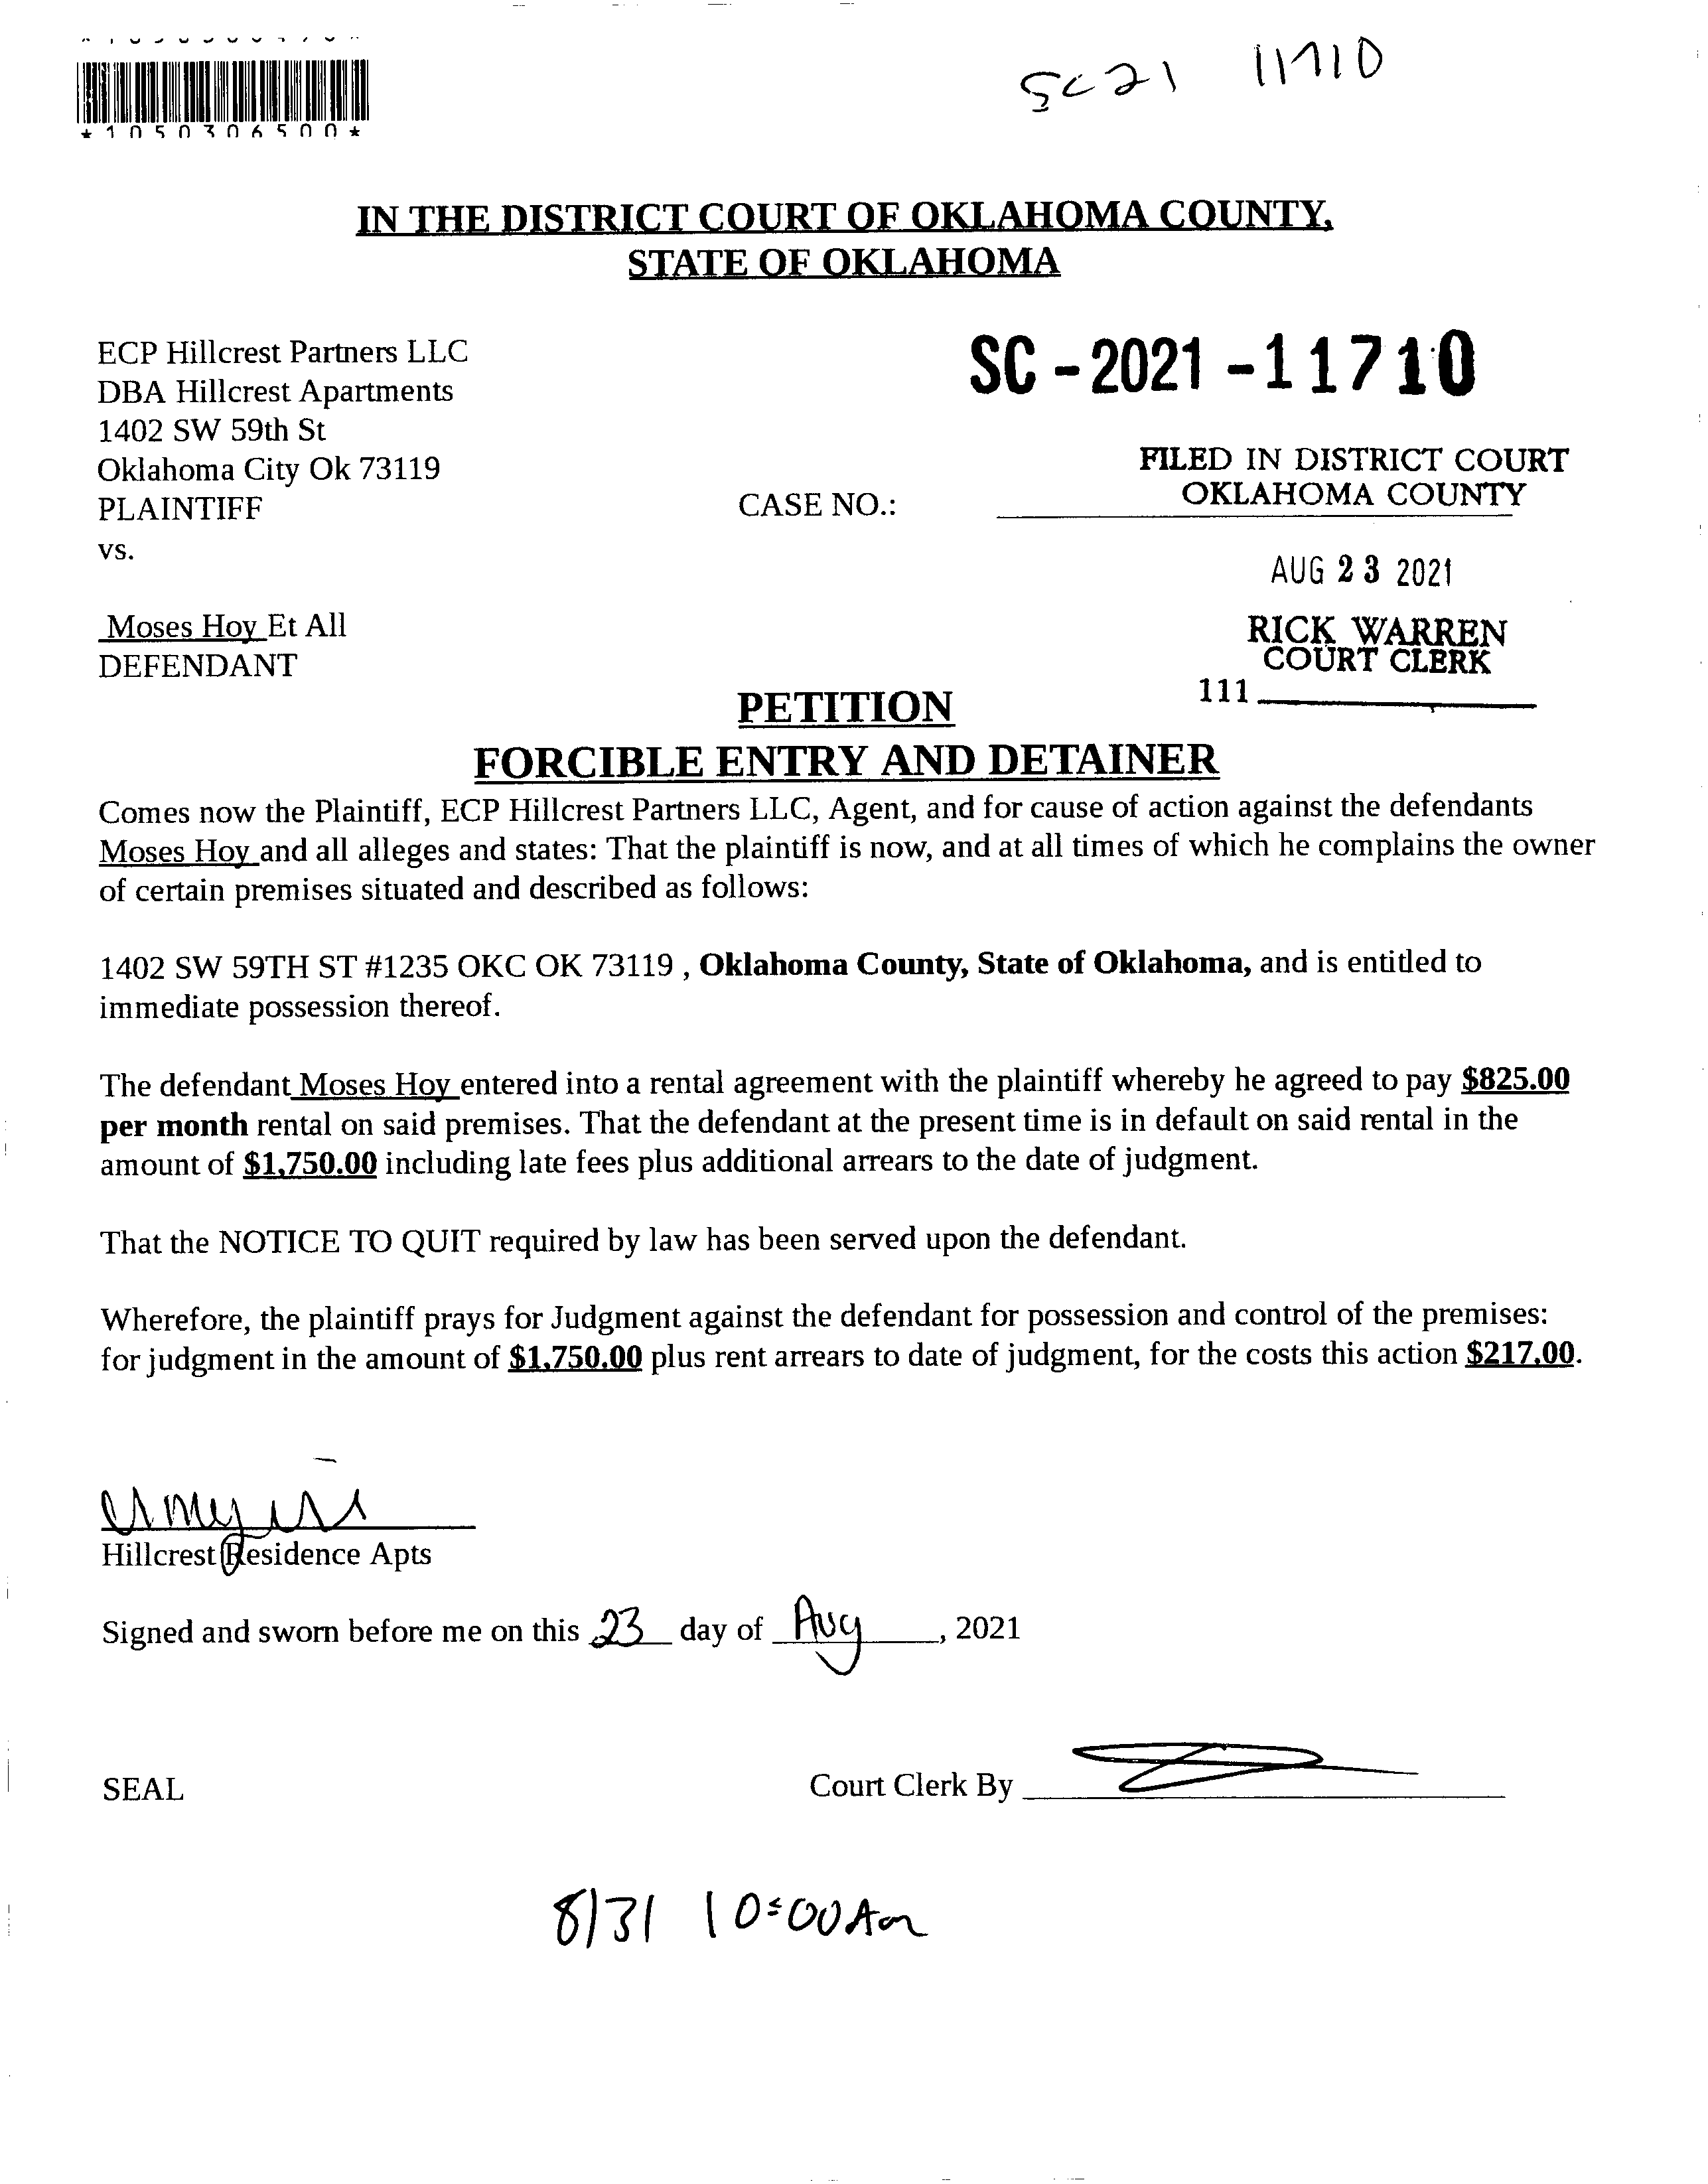 SC21 11710
*1050306500*
IN THE DISTRICT COURT OF OKLAHOMA COUNTY,
STATE OF OKLAHOMA
ECP Hillcrest Partners LLC
DBA Hillcrest Apartments
1402 SW 59th St
Oklahoma City Ok 73119
PLAINTIFF
vs.
Moses Hoy Et All
DEFENDANT
SC-2021-11710
FILED IN DISTRICT COURT
OKLAHOMA COUNTY
CASE NO.:
AUG 23 2021
RICK WARREN
COURT CLERK
111
PETITION
FORCIBLE ENTRY AND DETAINER
Comes now the Plaintiff, ECP Hillcrest Partners LLC, Agent, and for cause of action against the defendants
Moses Hoy and all alleges and states: That the plaintiff is now, and at all times of which he complains the owner
of certain premises situated and described as follows:
1402 SW 59TH ST #1235 OKC OK 73119 , Oklahoma County, State of Oklahoma, and is entitled to
immediate possession thereof.
The defendant Moses Hoy entered into a rental agreement with the plaintiff whereby he agreed to pay $825.00
per month rental on said premises. That the defendant at the present time is in default on said rental in the
amount of $1,750.00 including late fees plus additional arrears to the date of judgment.
That the NOTICE TO QUIT required by law has been served upon the defendant.
Wherefore, the plaintiff prays for Judgment against the defendant for possession and control of the premises:
for judgment in the amount of $1,750.00 plus rent arrears to date of judgment, for the costs this action $217.00.
Hillcrest Residence Apts
Signed and sworn before me on this 23 day of Aug, 2021
SEAL
Court Clerk By
8/31 10:00Am